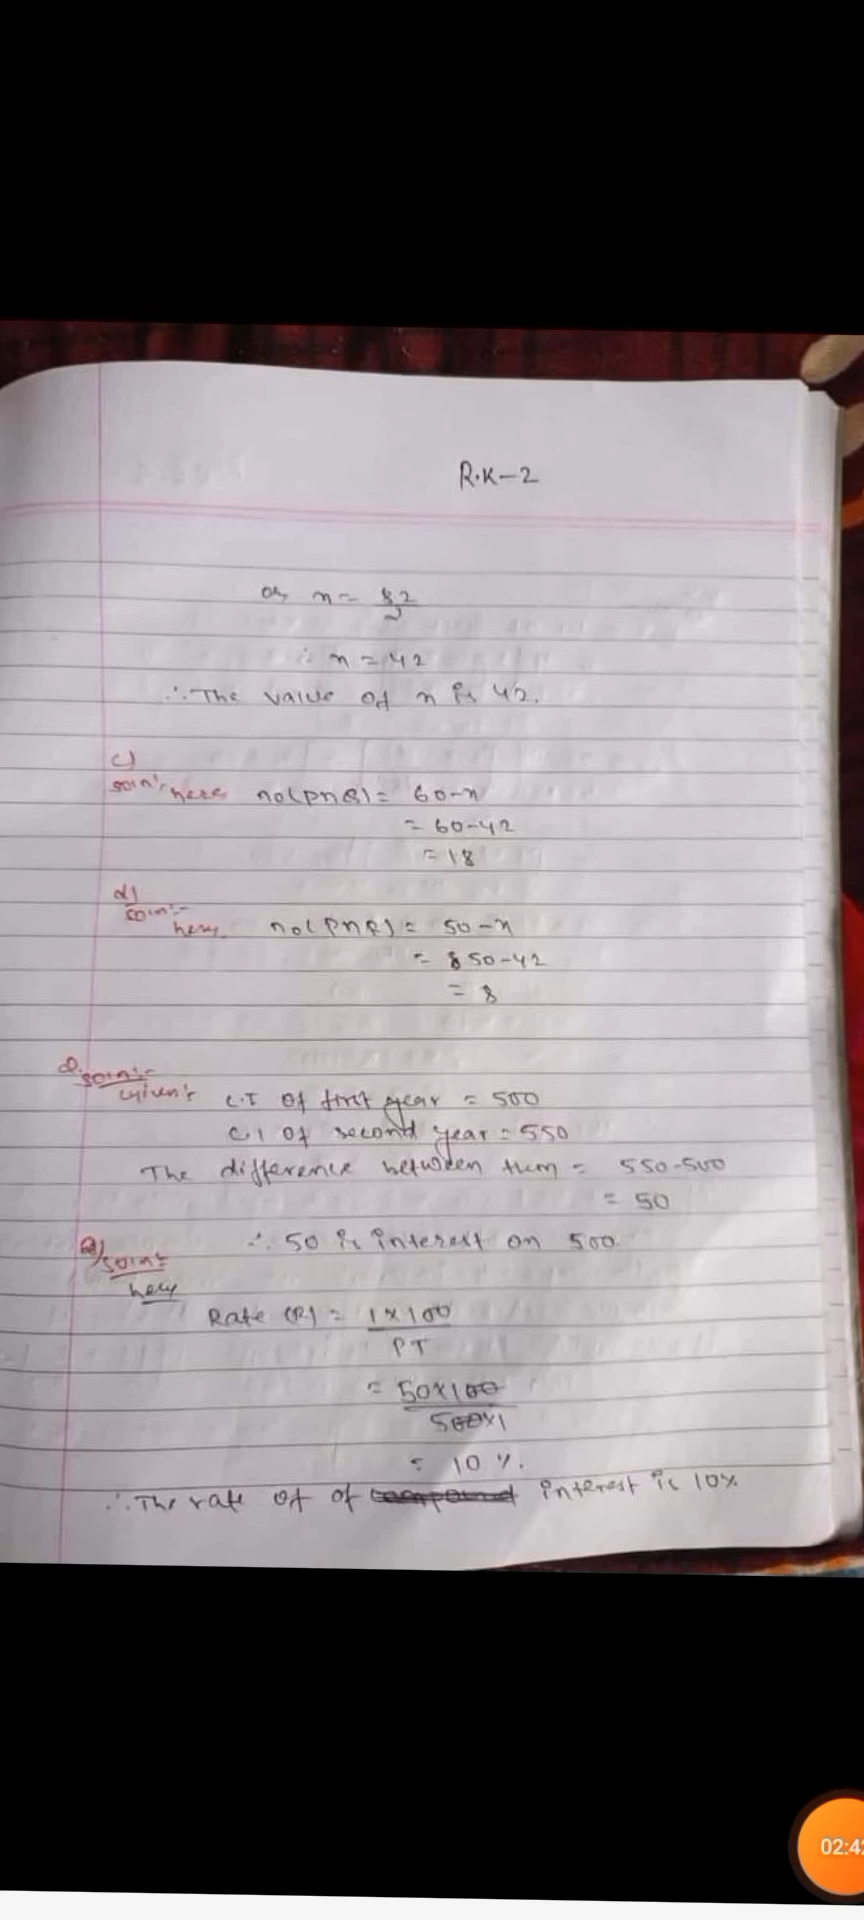 R.K-2
or, n = 82/2
∴ n = 42
∴ The value of n is 42.
c)
Soln:- here, no(PnQ) = 60-n
= 60-42
= 18
d)
Soln:-
here, no(PnR) = 50-n
= 50-42
= 8
2. Soln:-
Given:- C.I of first year = 500
C.I of second year = 550
The difference between them = 550-500
= 50
∴ 50 is interest on 500.
a) Soln:-
here,
Rate (R) = I×100
PT
= 50×100
500×1
= 10%.
∴ The rate of of interest is 10%
02:42